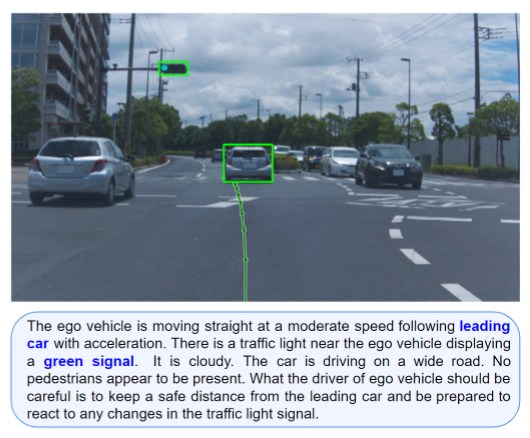 The ego vehicle is moving straight at a moderate speed following leading
car with acceleration. There is a traffic light near the ego vehicle displaying
a green signal. It is cloudy. The car is driving on a wide road. No
pedestrians appear to be present. What the driver of ego vehicle should be
careful is to keep a safe distance from the leading car and be prepared to
react to any changes in the traffic light signal.